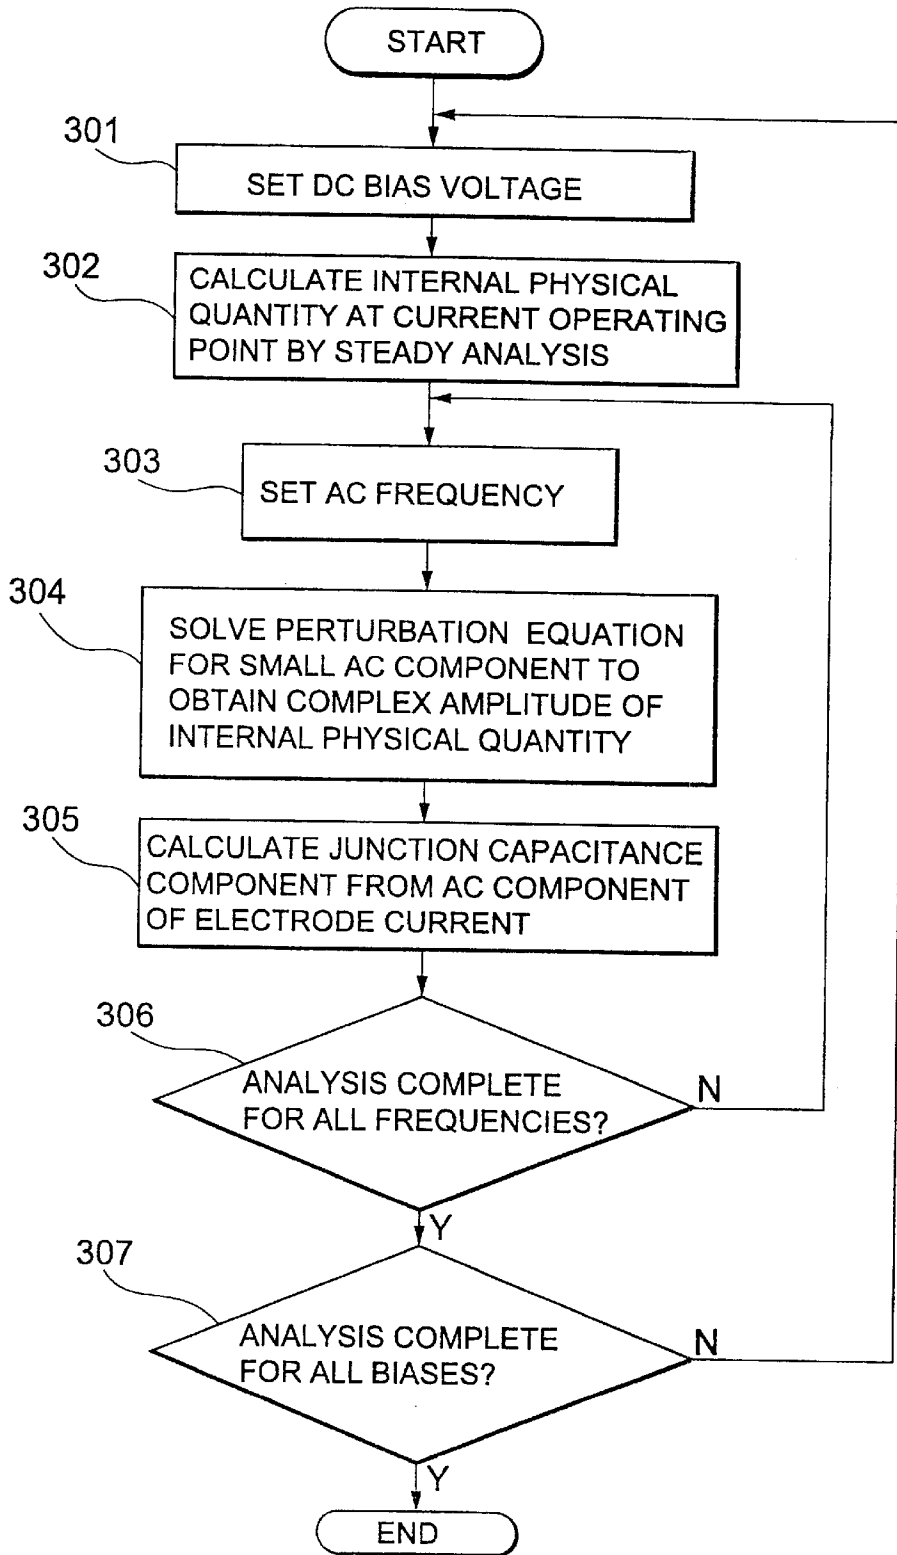 START
301
SET DC BIAS VOLTAGE
302
CALCULATE INTERNAL PHYSICAL
QUANTITY AT CURRENT OPERATING
POINT BY STEADY ANALYSIS
303
SET AC FREQUENCY
304
SOLVE PERTURBATION EQUATION
FOR SMALL AC COMPONENT TO
OBTAIN COMPLEX AMPLITUDE OF
INTERNAL PHYSICAL QUANTITY
305
CALCULATE JUNCTION CAPACITANCE
COMPONENT FROM AC COMPONENT
OF ELECTRODE CURRENT
306
ANALYSIS COMPLETE
FOR ALL FREQUENCIES?
N
Y
307
ANALYSIS COMPLETE
FOR ALL BIASES?
N
Y
END